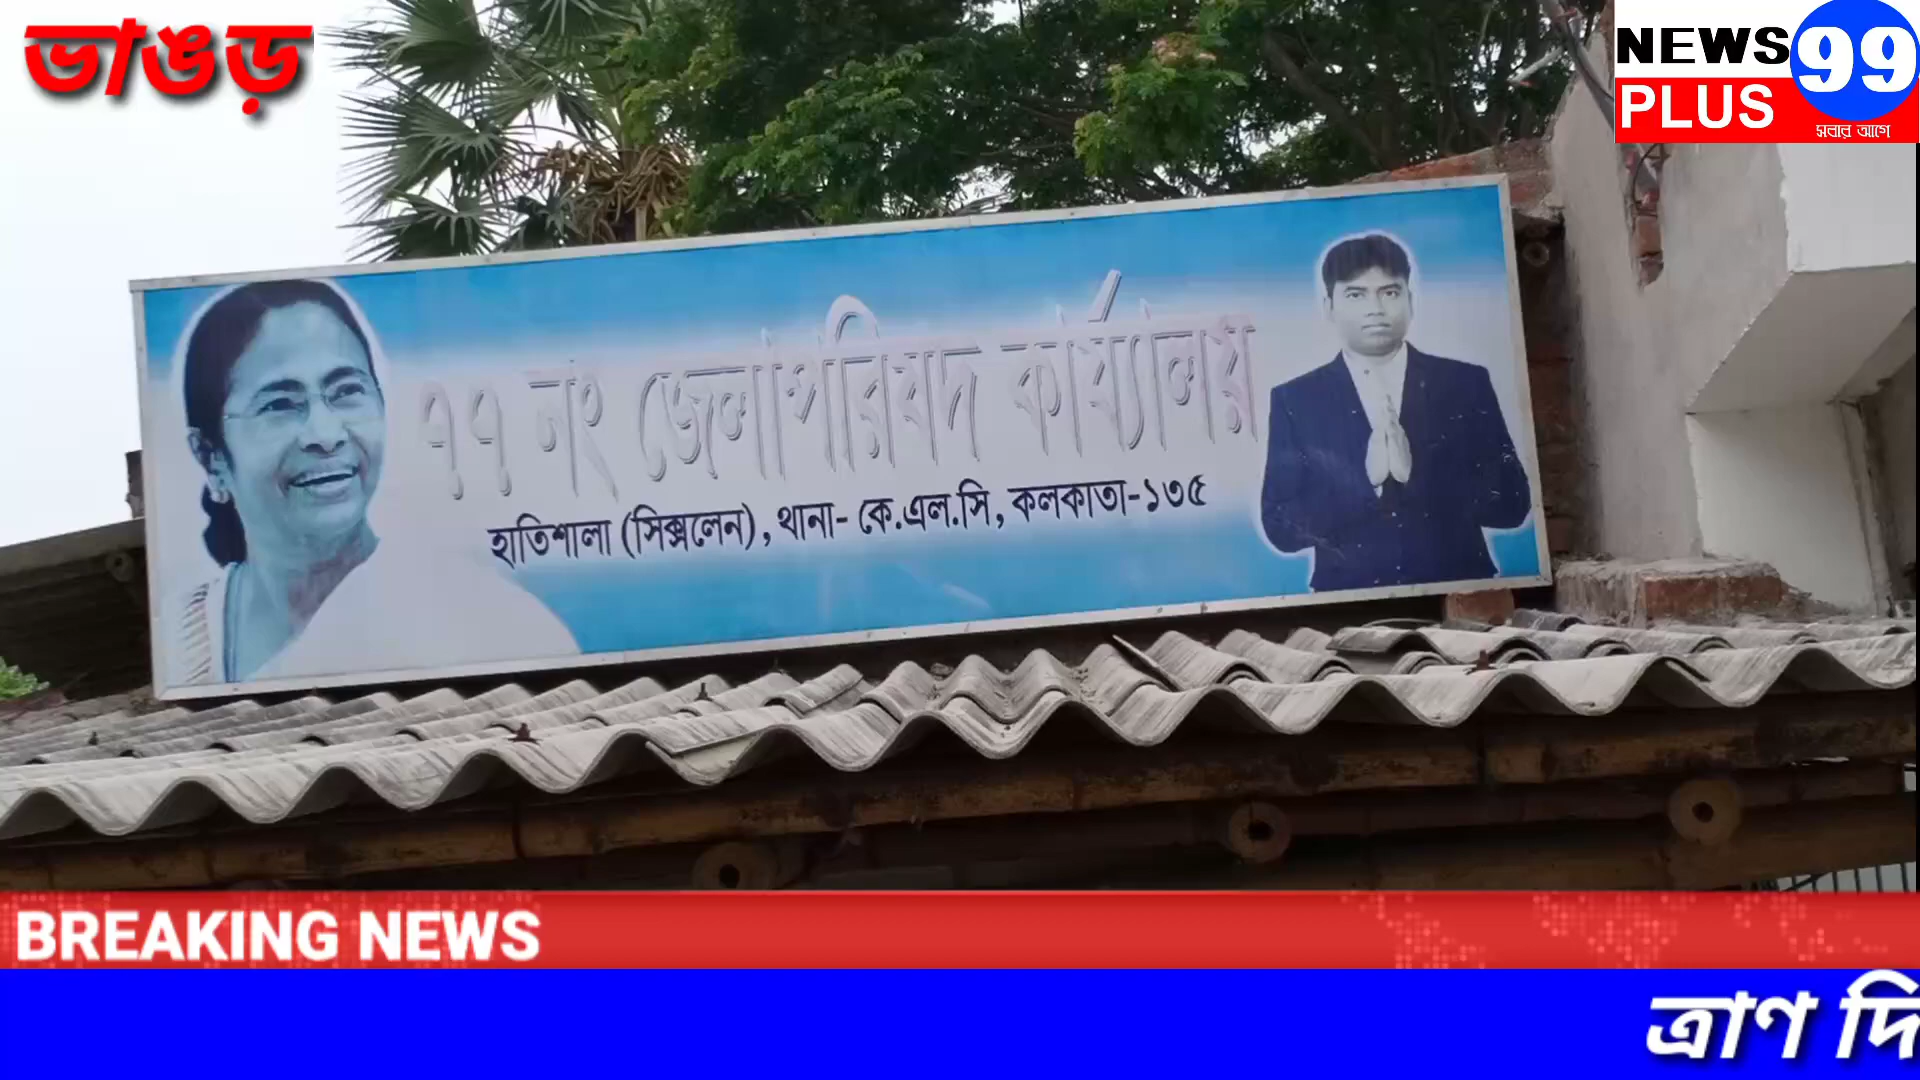 ভাঙড়
NEWS
PLUS
99
সবার আগে
৭৭ নং জেলাপরিষদ কার্য্যালয়
হাতিশালা (সিক্সলেন), থানা- কে.এল.সি, কলকাতা-১৩৫
BREAKING NEWS
ত্রাণ দি